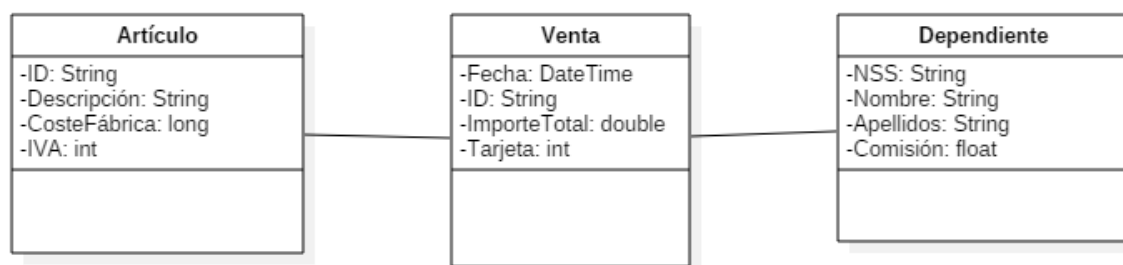 Artículo
-ID: String
-Descripción: String
-CosteFábrica: long
-IVA: int
Venta
-Fecha: DateTime
-ID: String
-ImporteTotal: double
-Tarjeta: int
Dependiente
-NSS: String
-Nombre: String
-Apellidos: String
-Comisión: float